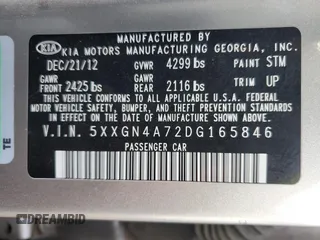 MANUFACTURED BY
KIA KIA MOTORS MANUFACTURING GEORGIA, INC.
DEC/21/12 GVWR 4299 lbs PAINT STM
GAWR FRONT 2425 lbs GAWR REAR 2116 lbs TRIM UP
THIS VEHICLE CONFORMS TO ALL APPLICABLE
FEDERAL MOTOR VEHICLE SAFETY, BUMPER,
AND THEFT PREVENTION STANDARDS
IN EFFECT ON THE DATE OF
MANUFACTURE SHOWN ABOVE.
V.I.N. 5XXGN4A72DG165846
PASSENGER CAR
TE
DREAMBID